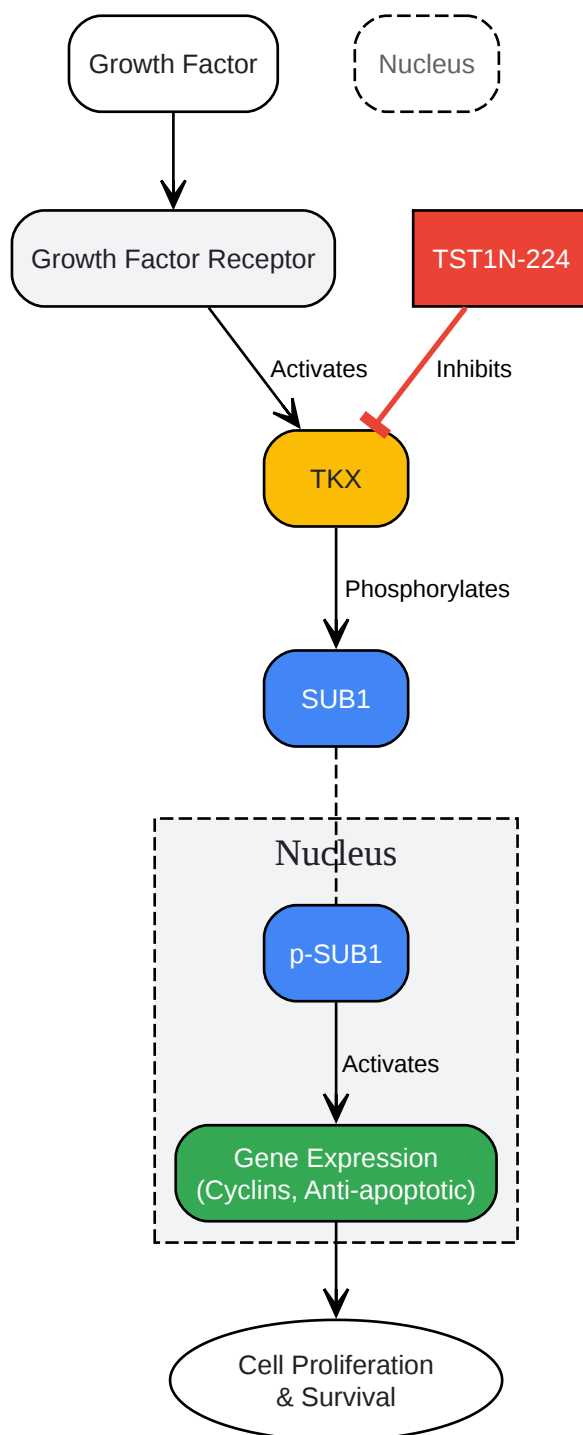 Growth Factor
Nucleus
Growth Factor Receptor
TST1N-224
Activates
Inhibits
TKX
Phosphorylates
SUB1
Nucleus
p-SUB1
Activates
Gene Expression
(Cyclins, Anti-apoptotic)
Cell Proliferation
& Survival